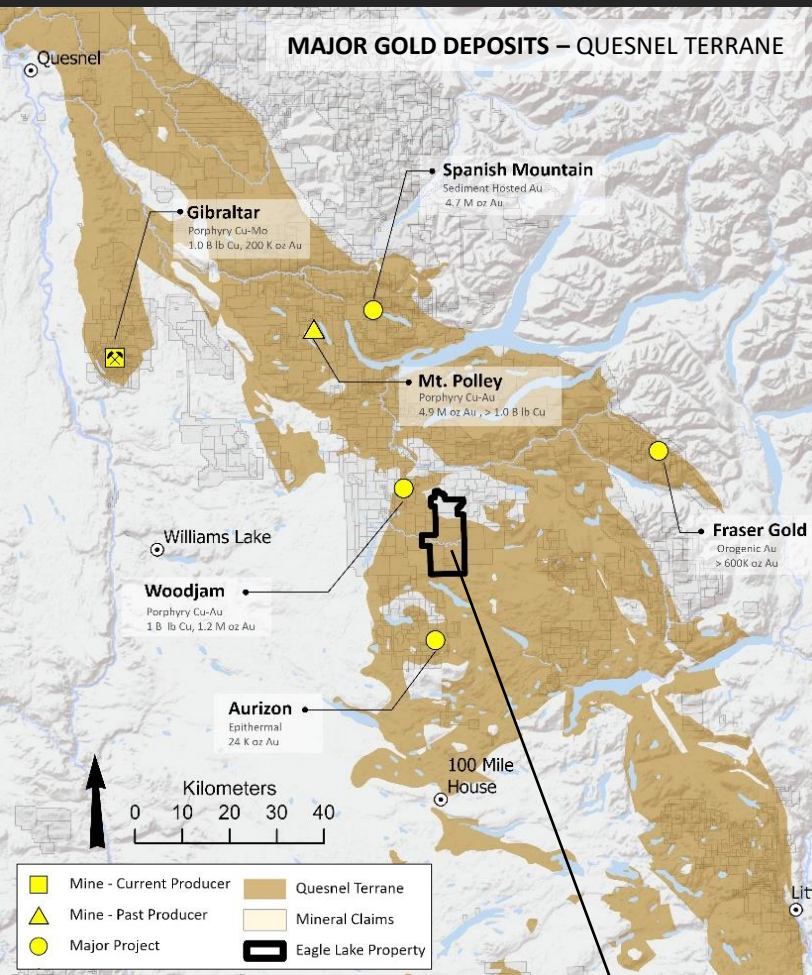 MAJOR GOLD DEPOSITS – QUESNEL TERRANE
Quesnel
Spanish Mountain
Sediment Hosted Au
4.7 M oz Au
Gibraltar
Porphyry Cu-Mo
1.0 B lb Cu, 200 K oz Au
Mt. Polley
Porphyry Cu-Au
4.9 M oz Au , > 1.0 B lb Cu
Fraser Gold
Orogenic Au
> 600K oz Au
Williams Lake
Woodjam
Porphyry Cu-Au
1 B lb Cu, 1.2 M oz Au
Aurizon
Epithermal
24 K oz Au
100 Mile
House
Kilometers
0 10 20 30 40
Lit
Mine - Current Producer
Mine - Past Producer
Major Project
Quesnel Terrane
Mineral Claims
Eagle Lake Property